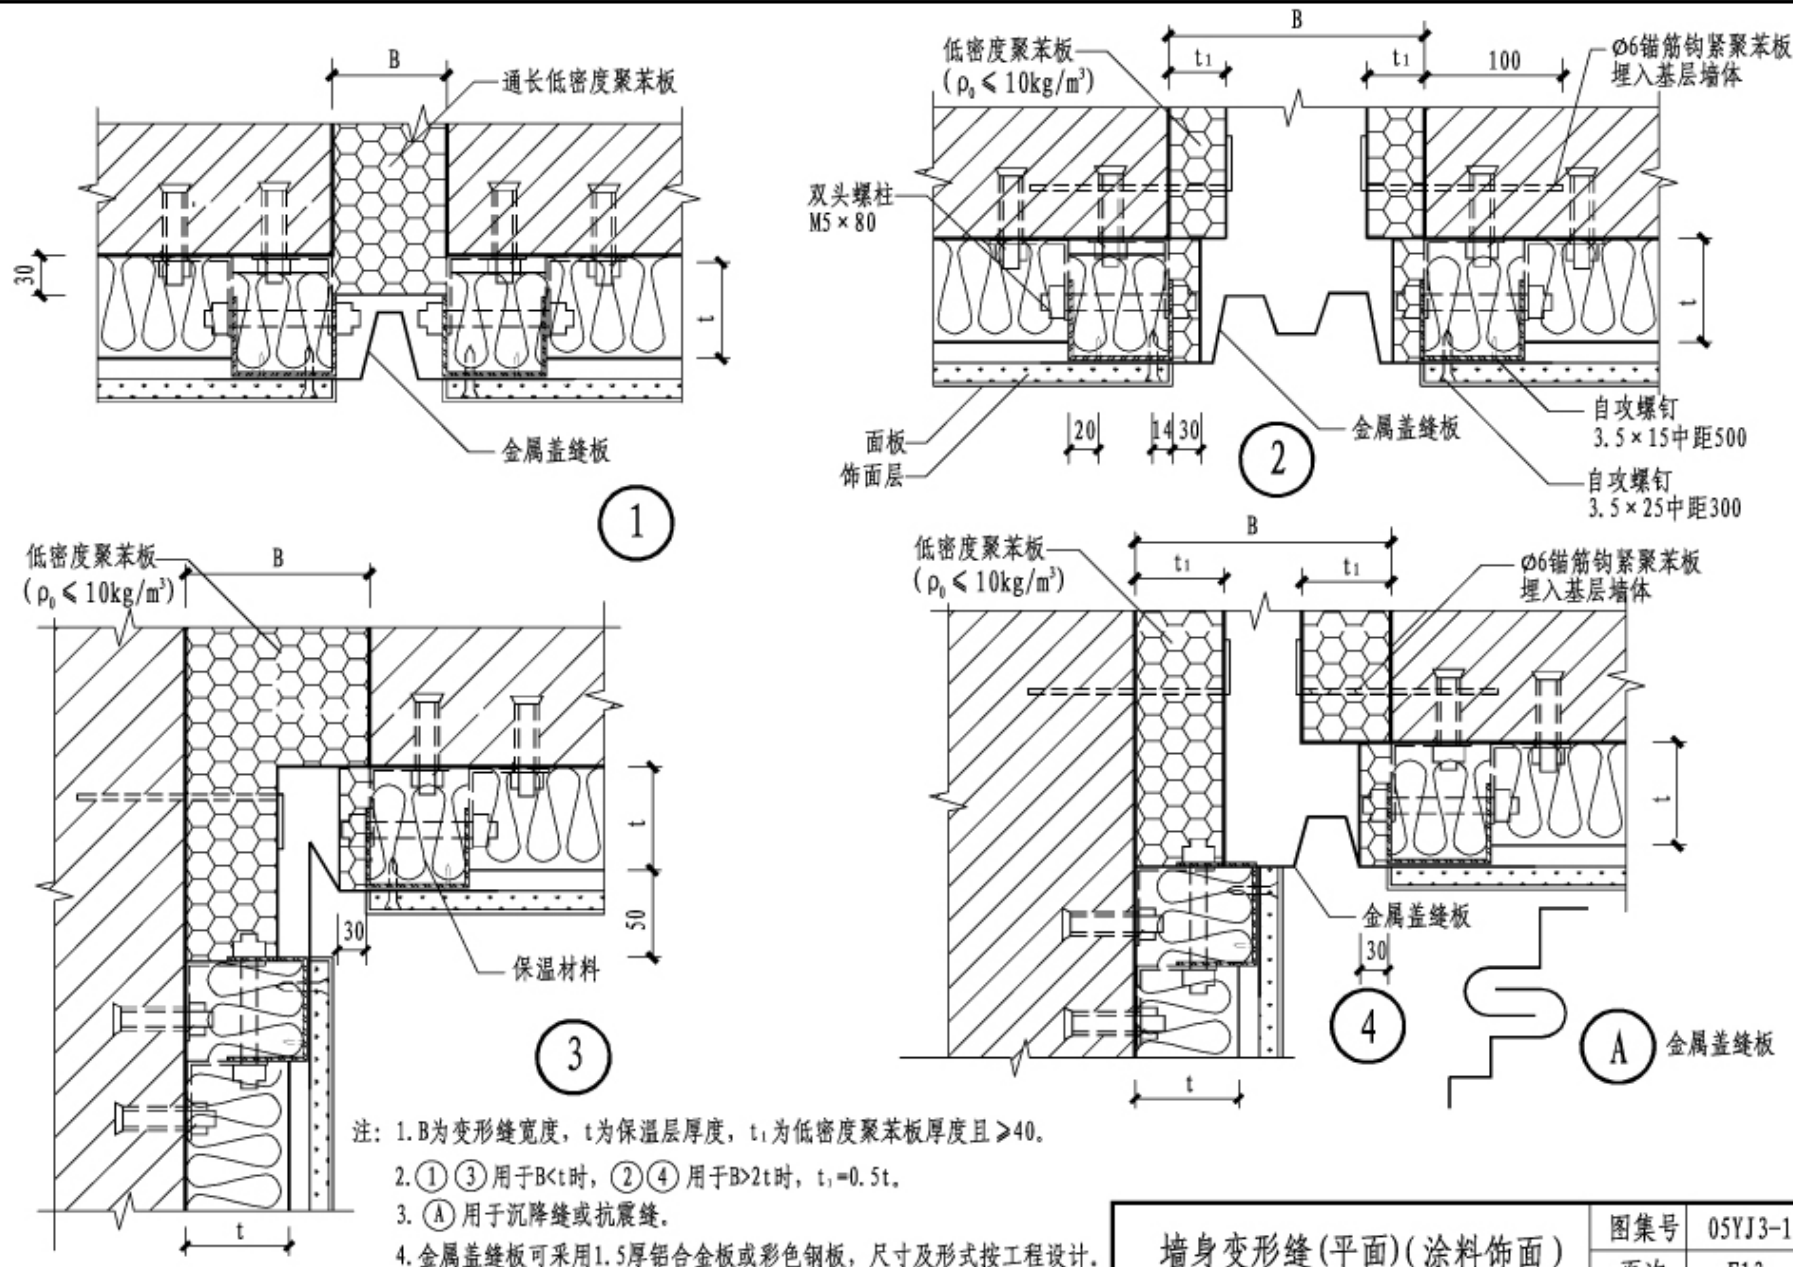 B
通长低密度聚苯板
30
t
金属盖缝板
1
低密度聚苯板
(ρ₀≤10kg/m³)
B
t₁
t₁
100
Ø6锚筋钩紧聚苯板
埋入基层墙体
双头螺柱
M5×80
t
面板
饰面层
20
14
30
金属盖缝板
2
自攻螺钉
3.5×15中距500
自攻螺钉
3.5×25中距300
低密度聚苯板
(ρ₀≤10kg/m³)
B
t
50
30
保温材料
3
t
低密度聚苯板
(ρ₀≤10kg/m³)
B
t₁
t₁
Ø6锚筋钩紧聚苯板
埋入基层墙体
t
金属盖缝板
30
4
t
A
金属盖缝板
注: 1.B为变形缝宽度, t为保温层厚度, t₁为低密度聚苯板厚度且≥40。
2.①③用于B<t时, ②④用于B>2t时, t₁=0.5t。
3.Ⓐ用于沉降缝或抗震缝。
4.金属盖缝板可采用1.5厚铝合金板或彩色钢板, 尺寸及形式按工程设计。
墙身变形缝(平面)(涂料饰面)
图集号
05YJ3-1